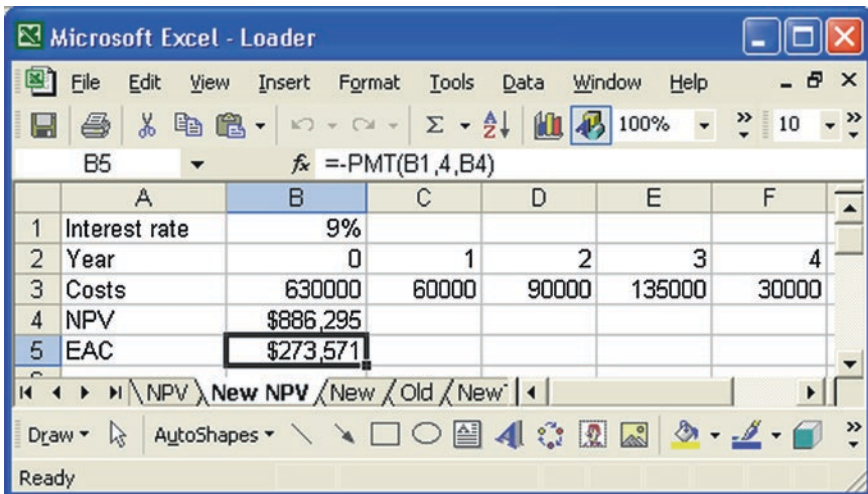 Microsoft Excel - Loader
File Edit View Insert Format Tools Data Window Help
Σ A Z 100% » 10 »
B5 fx =-PMT(B1,4,B4)
A B C D E F
1 Interest rate 9%
2 Year 0 1 2 3 4
3 Costs 630000 60000 90000 135000 30000
4 NPV $886,295
5 EAC $273,571
NPV New NPV New Old New
Draw AutoShapes A »
Ready